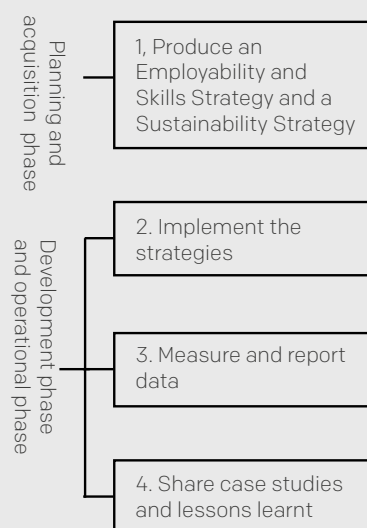 Planning and
acquisition phase
1, Produce an
Employability and
Skills Strategy and a
Sustainability Strategy
Development phase
and operational phase
2. Implement the
strategies
3. Measure and report
data
4. Share case studies
and lessons learnt